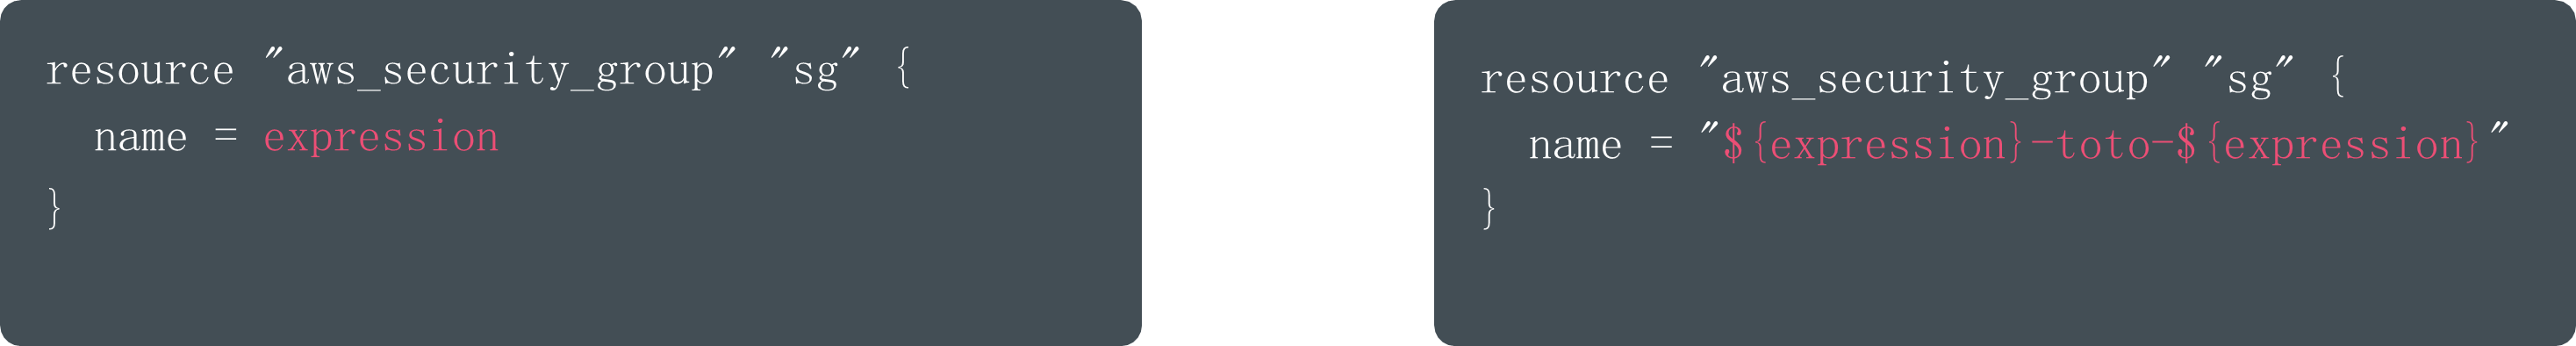 resource "aws_security_group" "sg" {
  name = expression
}
resource "aws_security_group" "sg" {
  name = "${expression}-toto-${expression}"
}